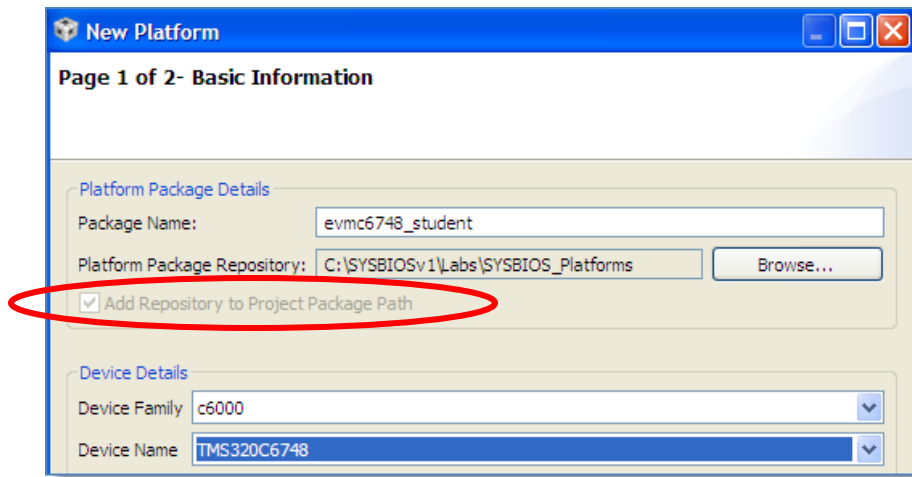 New Platform
Page 1 of 2- Basic Information
Platform Package Details
Package Name: evmc6748_student
Platform Package Repository: C:\SYSBIOSv1\Labs\SYSBIOS_Platforms Browse...
Add Repository to Project Package Path
Device Details
Device Family c6000
Device Name TMS320C6748